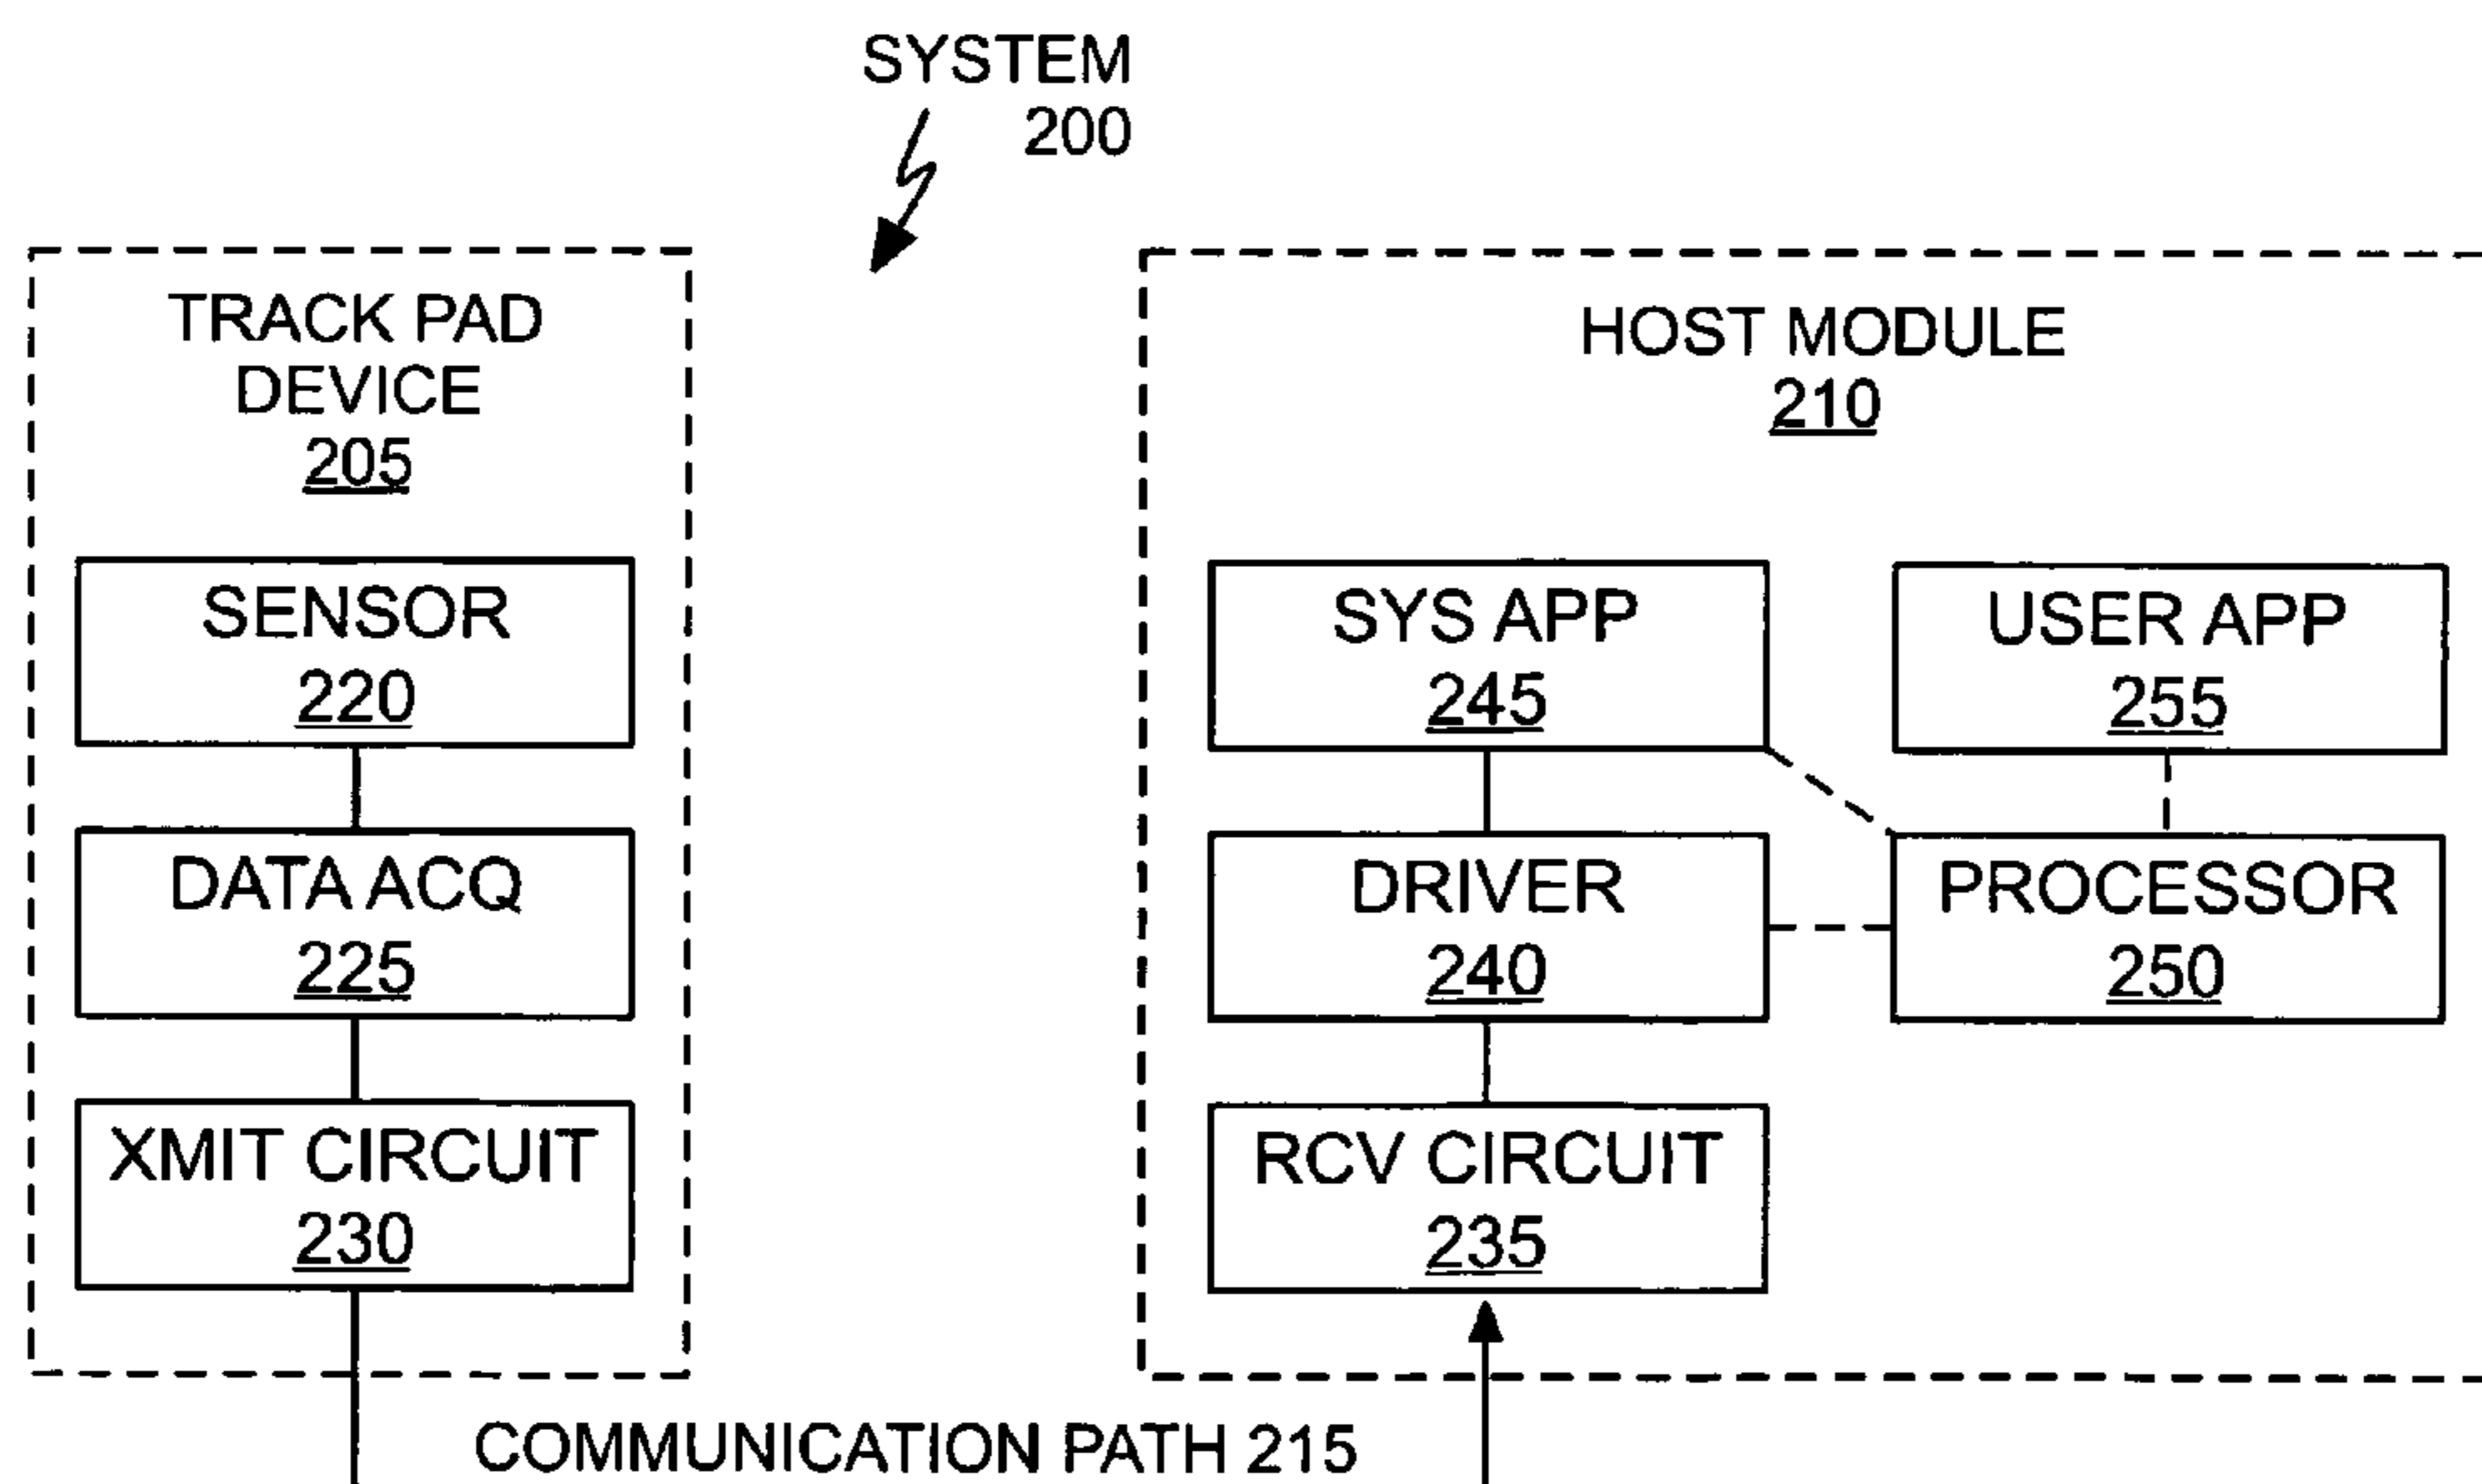 SYSTEM
200
TRACK PAD
DEVICE
205
SENSOR
220
DATA ACQ
225
XMIT CIRCUIT
230
HOST MODULE
210
SYS APP
245
USER APP
255
DRIVER
240
PROCESSOR
250
RCV CIRCUIT
235
COMMUNICATION PATH 215